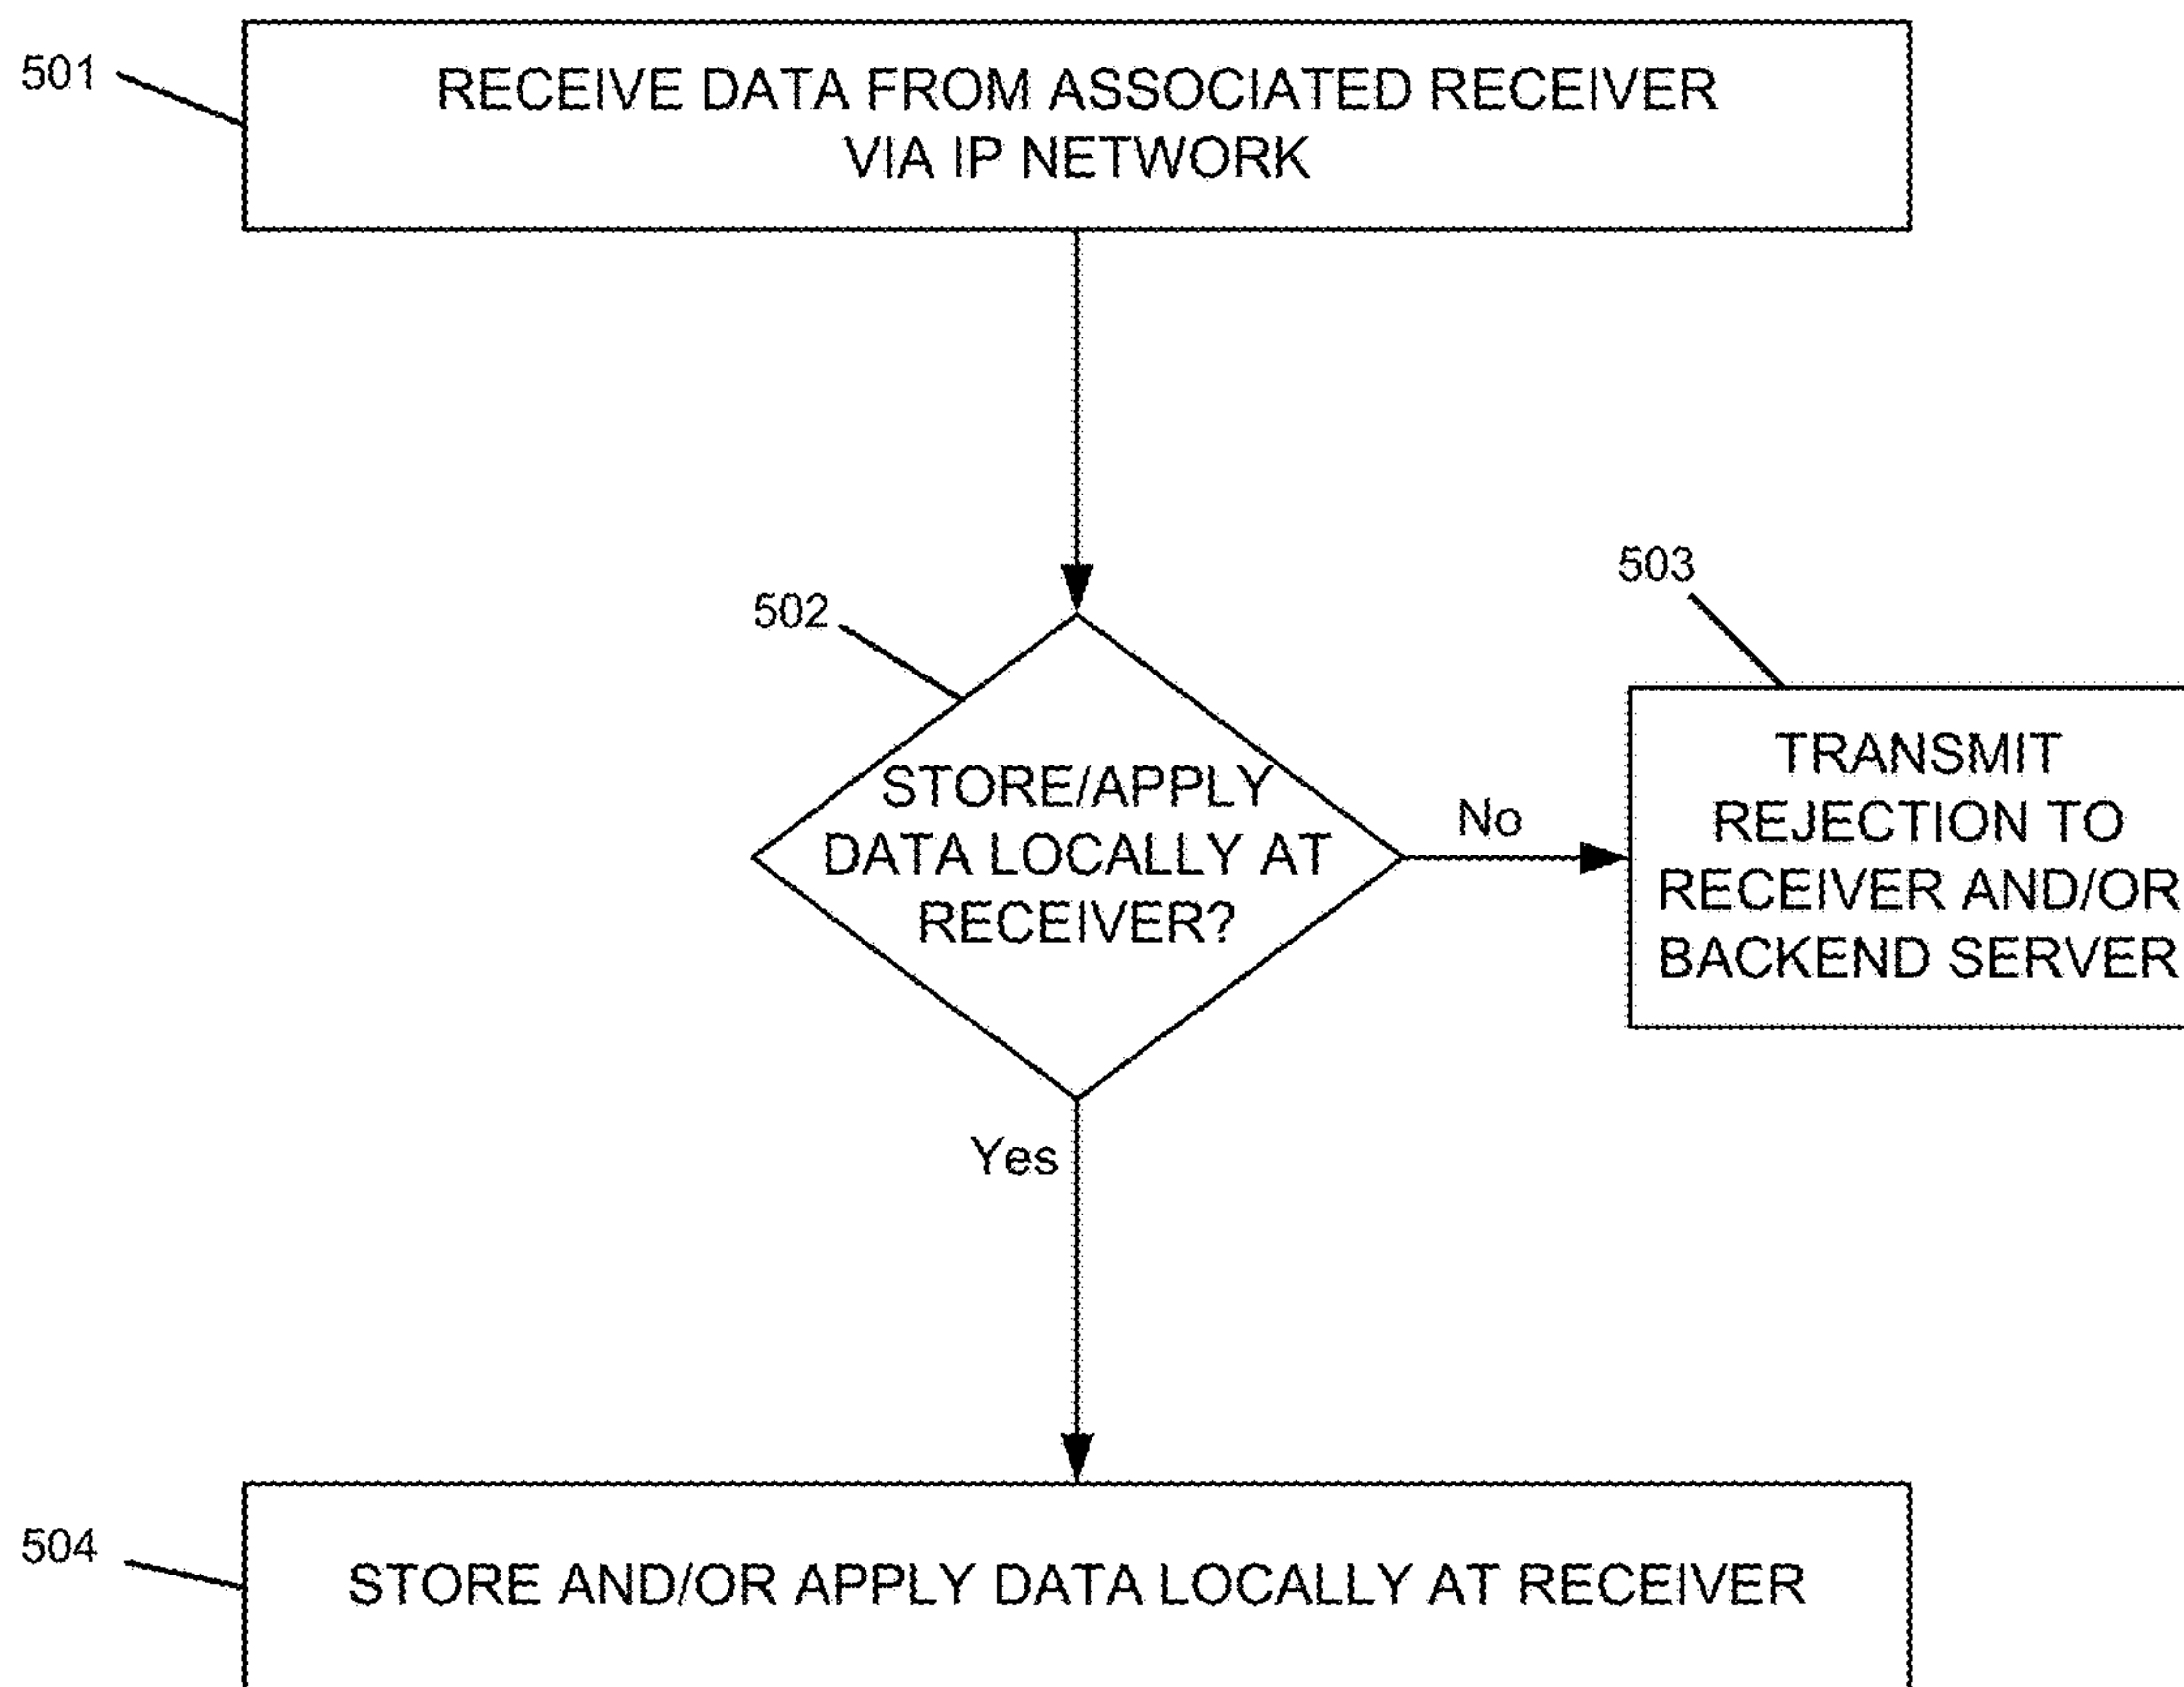 501
RECEIVE DATA FROM ASSOCIATED RECEIVER
VIA IP NETWORK
502
503
STORE/APPLY
DATA LOCALLY AT
RECEIVER?
No
TRANSMIT
REJECTION TO
RECEIVER AND/OR
BACKEND SERVER
Yes
504
STORE AND/OR APPLY DATA LOCALLY AT RECEIVER